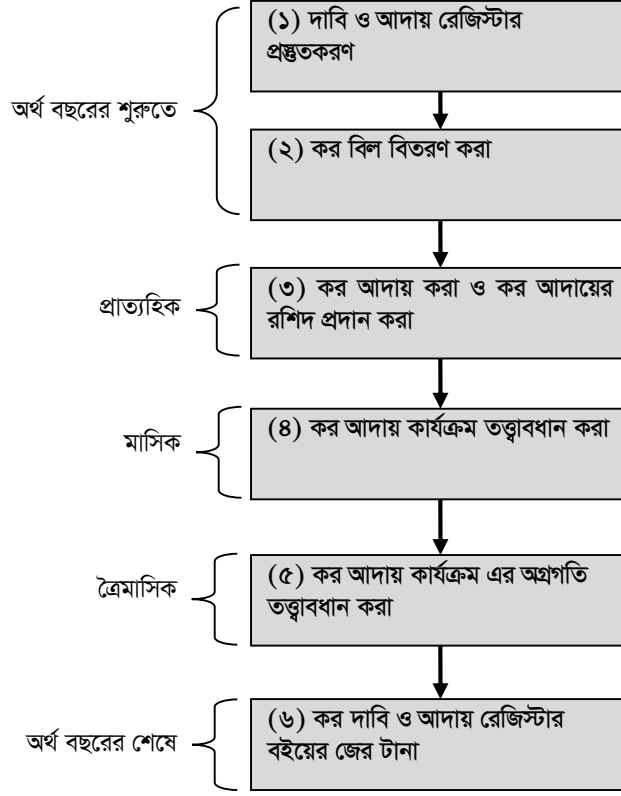 (১) দাবি ও আদায় রেজিস্টার
প্রস্তুতকরণ
অর্থ বছরের শুরুতে
(২) কর বিল বিতরণ করা
প্রাত্যহিক
(৩) কর আদায় করা ও কর আদায়ের
রশিদ প্রদান করা
মাসিক
(৪) কর আদায় কার্যক্রম তত্ত্বাবধান করা
ত্রৈমাসিক
(৫) কর আদায় কার্যক্রম এর অগ্রগতি
তত্ত্বাবধান করা
অর্থ বছরের শেষে
(৬) কর দাবি ও আদায় রেজিস্টার
বইয়ের জের টানা